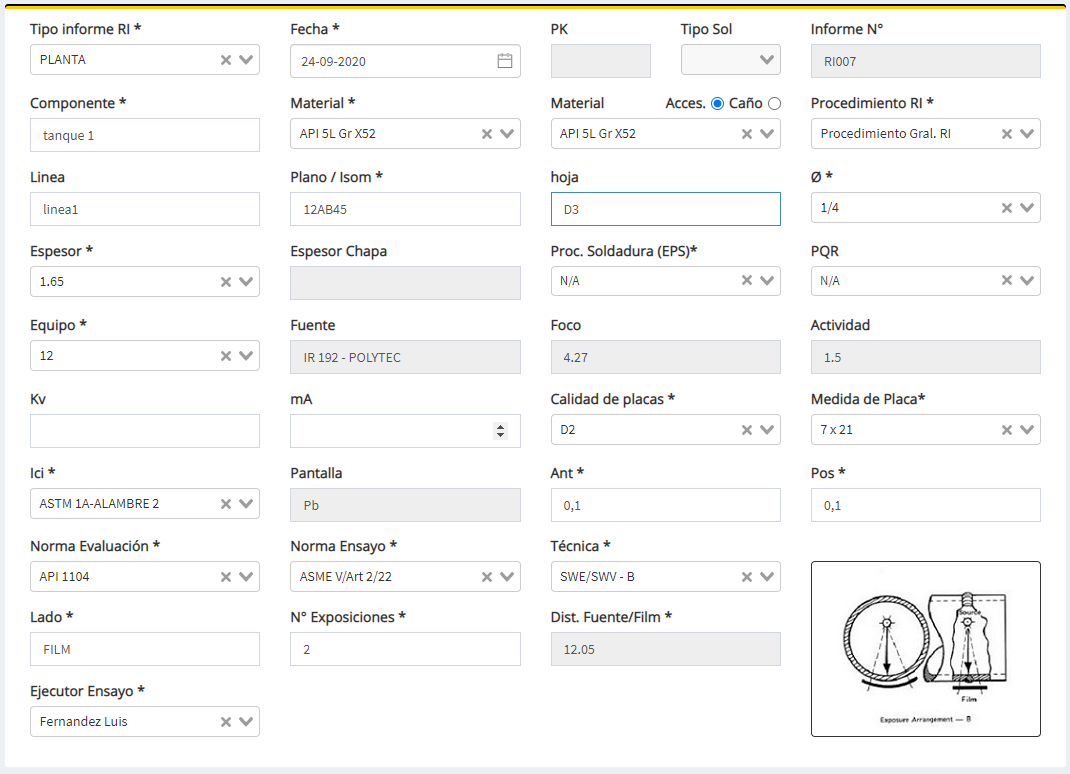 Tipo informe RI * Fecha * PK Tipo Sol Informe N°
PLANTA 24-09-2020 RI007
Componente * Material * Material Acces. Caño Procedimiento RI *
tanque 1 API 5L Gr X52 API 5L Gr X52 Procedimiento Gral. RI
Linea Plano / Isom * hoja Ø *
linea1 12AB45 D3 1/4
Espesor * Espesor Chapa Proc. Soldadura (EPS)* PQR
1.65 N/A N/A
Equipo * Fuente Foco Actividad
12 IR 192 - POLYTEC 4.27 1.5
Kv mA Calidad de placas * Medida de Placa*
D2 7 x 21
Ici * Pantalla Ant * Pos *
ASTM 1A-ALAMBRE 2 Pb 0,1 0,1
Norma Evaluación * Norma Ensayo * Técnica *
API 1104 ASME V/Art 2/22 SWE/SWV - B
Source
Lado * N° Exposiciones * Dist. Fuente/Film *
FILM 2 12.05
Film
Ejecutor Ensayo *
Fernandez Luis
Exposure Arrangement — B